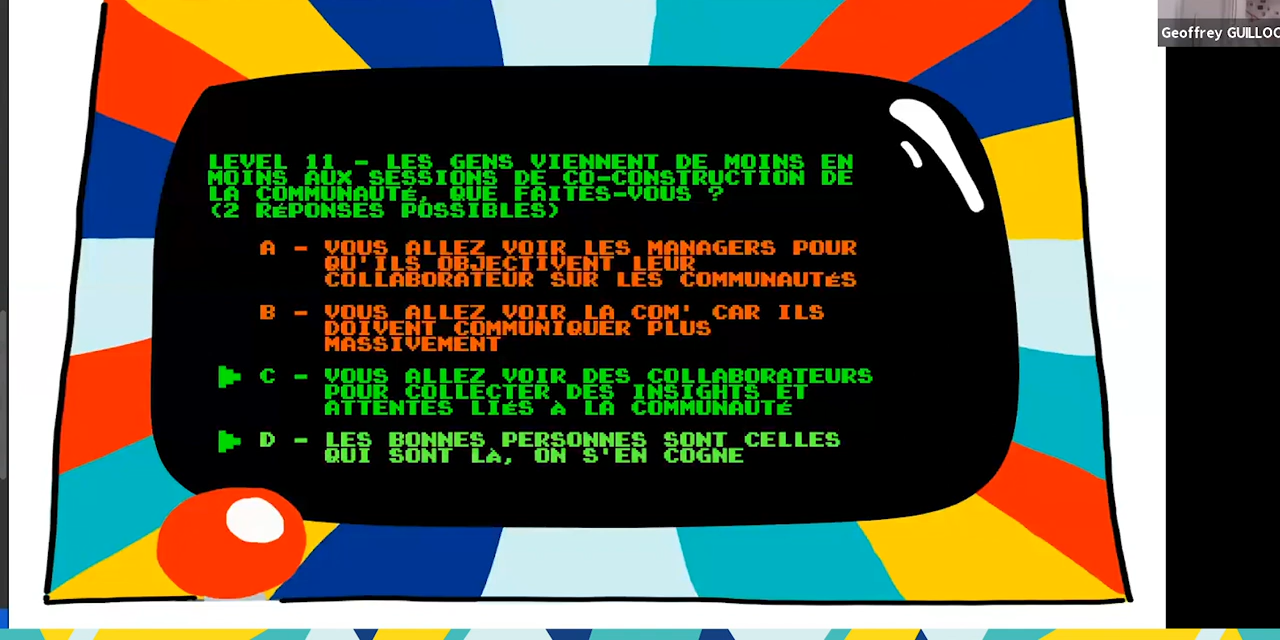 Geoffrey GUILLOC
LEVEL 11 - LES GENS VIENNENT DE MOINS EN
MOINS AUX SESSIONS DE CO-CONSTRUCTION DE
LA COMMUNAUTÉ, QUE FAITES-VOUS ?
(2 RÉPONSES POSSIBLES)
A - VOUS ALLEZ VOIR LES MANAGERS POUR
QU'ILS OBJECTIVENT LEUR
COLLABORATEUR SUR LES COMMUNAUTÉS
B - VOUS ALLEZ VOIR LA COM' CAR ILS
DOIVENT COMMUNIQUER PLUS
MASSIVEMENT
C - VOUS ALLEZ VOIR DES COLLABORATEURS
POUR COLLECTER DES INSIGHTS ET
ATTENTES LIÉS À LA COMMUNAUTÉ
D - LES BONNES PERSONNES SONT CELLES
QUI SONT LÀ, ON S'EN COGNE